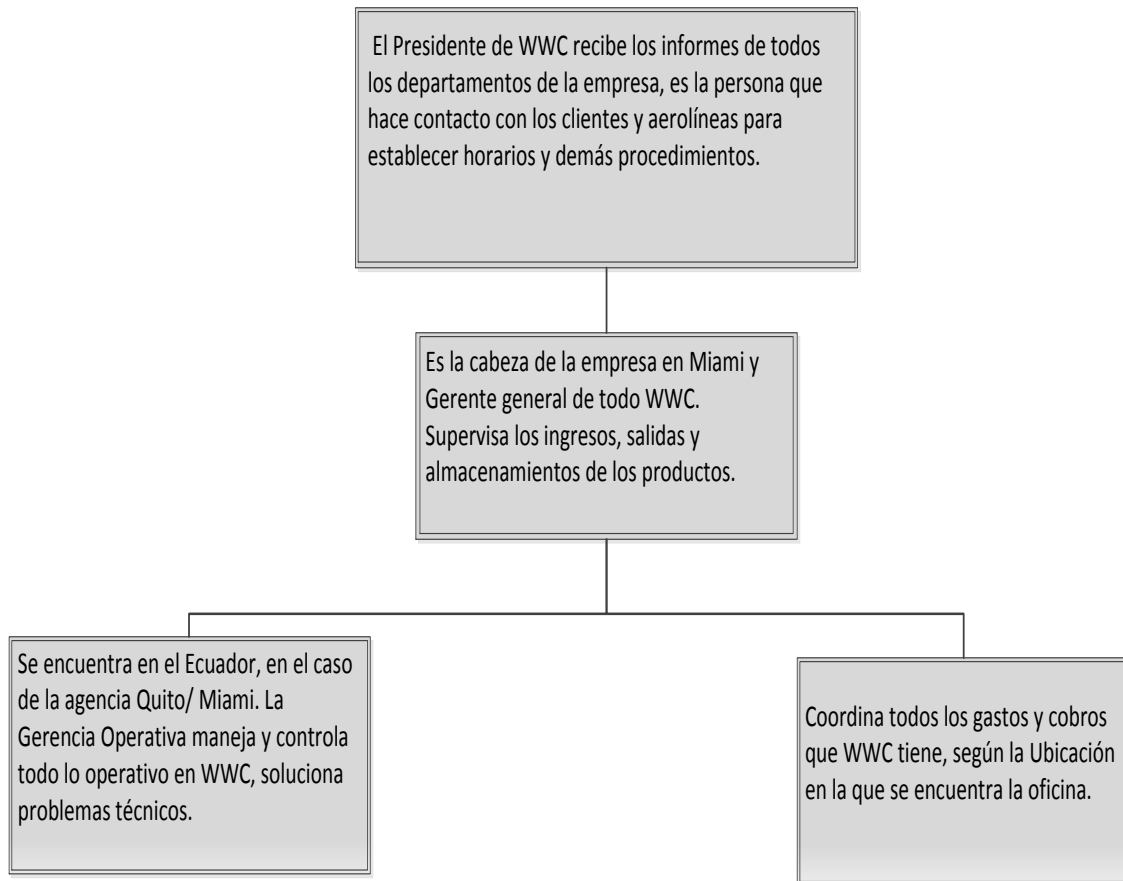 El Presidente de WWC recibe los informes de todos
los departamentos de la empresa, es la persona que
hace contacto con los clientes y aerolíneas para
establecer horarios y demás procedimientos.
Es la cabeza de la empresa en Miami y
Gerente general de todo WWC.
Supervisa los ingresos, salidas y
almacenamientos de los productos.
Se encuentra en el Ecuador, en el caso
de la agencia Quito/ Miami. La
Gerencia Operativa maneja y controla
todo lo operativo en WWC, soluciona
problemas técnicos.
Coordina todos los gastos y cobros
que WWC tiene, según la Ubicación
en la que se encuentra la oficina.